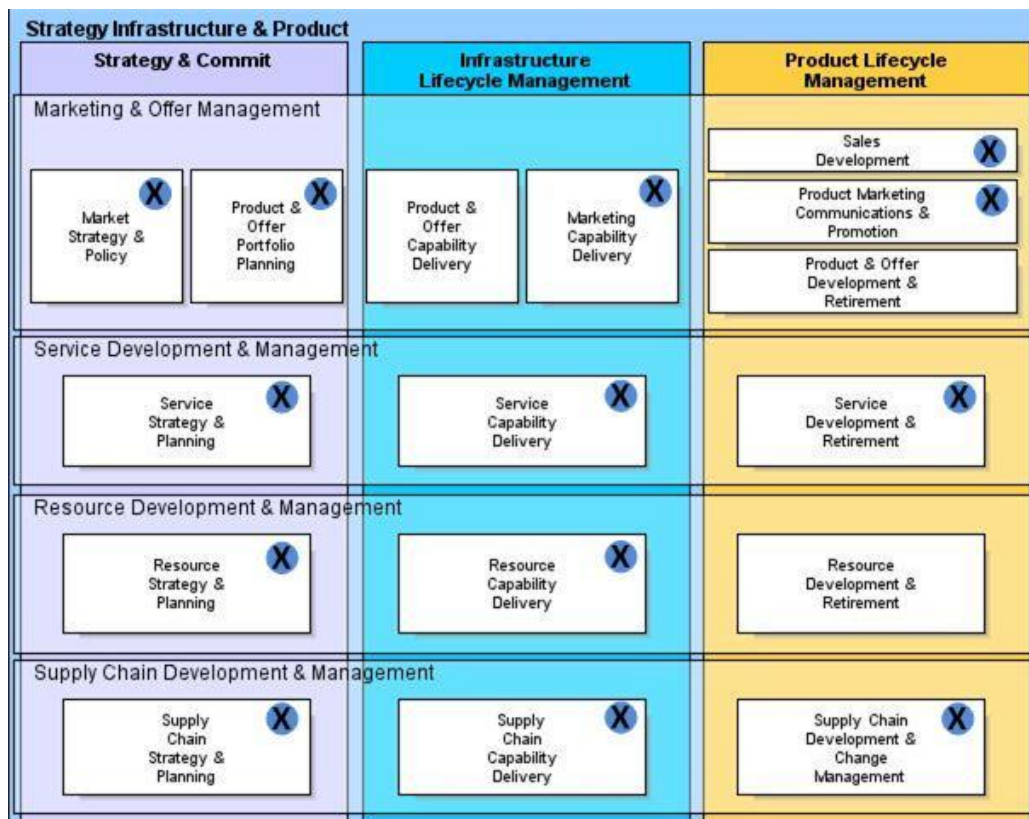 Strategy Infrastructure & Product
Strategy & Commit
Infrastructure
Lifecycle Management
Product Lifecycle
Management
Marketing & Offer Management
Market
Strategy &
Policy
X
Product &
Offer
Portfolio
Planning
X
Product &
Offer
Capability
Delivery
Marketing
Capability
Delivery
X
Sales
Development
X
Product Marketing
Communications &
Promotion
X
Product & Offer
Development &
Retirement
Service Development & Management
Service
Strategy &
Planning
X
Service
Capability
Delivery
X
Service
Development &
Retirement
X
Resource Development & Management
Resource
Strategy &
Planning
X
Resource
Capability
Delivery
X
Resource
Development &
Retirement
Supply Chain Development & Management
Supply
Chain
Strategy &
Planning
X
Supply
Chain
Capability
Delivery
X
Supply Chain
Development &
Change
Management
X